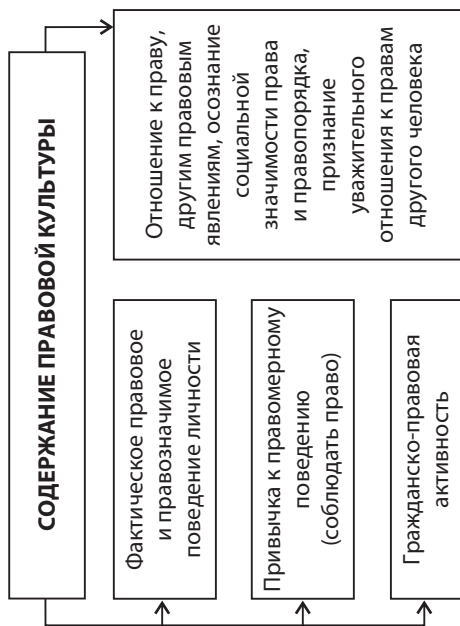 СОДЕРЖАНИЕ ПРАВОВОЙ КУЛЬТУРЫ
Фактическое правовое
и правозначимое
поведение личности
Привычка к правомерному
поведению
(соблюдать право)
Гражданско-правовая
активность
Отношение к праву,
другим правовым
явлениям, осознание
социальной
значимости права
и правопорядка,
признание
уважительного
отношения к правам
другого человека